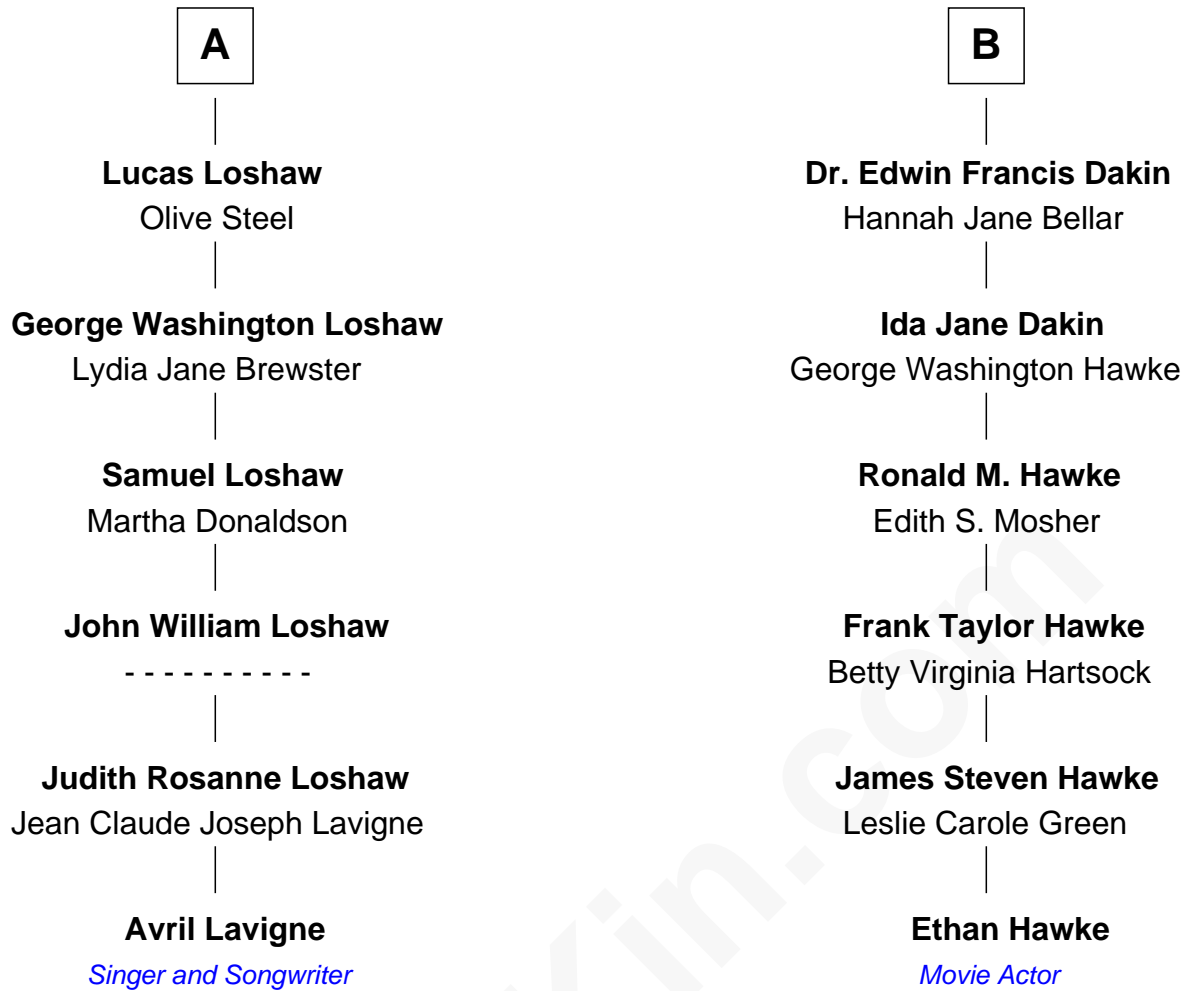 A
Lucas Loshaw
Olive Steel
George Washington Loshaw
Lydia Jane Brewster
Samuel Loshaw
Martha Donaldson
John William Loshaw
- - - - - - - - - -
Judith Rosanne Loshaw
Jean Claude Joseph Lavigne
Avril Lavigne
Singer and Songwriter
B
Dr. Edwin Francis Dakin
Hannah Jane Bellar
Ida Jane Dakin
George Washington Hawke
Ronald M. Hawke
Edith S. Mosher
Frank Taylor Hawke
Betty Virginia Hartsock
James Steven Hawke
Leslie Carole Green
Ethan Hawke
Movie Actor
kin.com